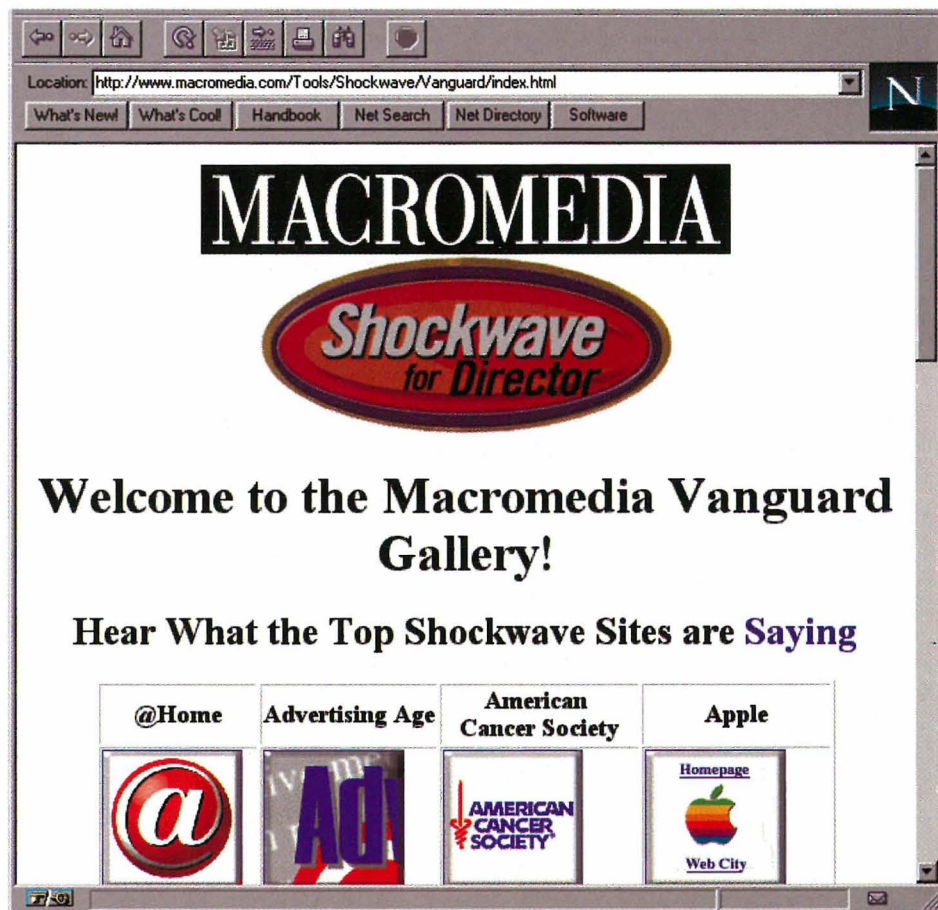 Location: http://www.macromedia.com/Tools/Shockwave/Vanguard/index.html
N
What's New! What's Cool! Handbook Net Search Net Directory Software
MACROMEDIA
Shockwave
for Director
Welcome to the Macromedia Vanguard
Gallery!
Hear What the Top Shockwave Sites are Saying
@Home Advertising Age American
Cancer Society Apple
@
Ad
AMERICAN
CANCER
SOCIETY
Homepage
Web City